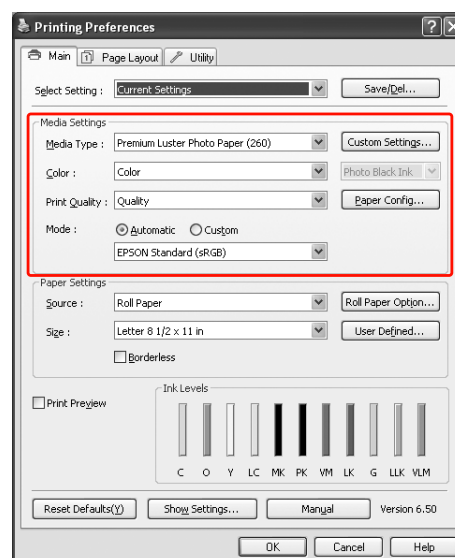 Printing Preferences
Main Page Layout Utility
Select Setting : Current Settings Save/Del...
Media Settings
Media Type : Premium Luster Photo Paper (260) Custom Settings...
Color : Color Photo Black Ink
Print Quality : Quality Paper Config...
Mode : Automatic Custom
EPSON Standard (sRGB)
Paper Settings
Source : Roll Paper Roll Paper Option...
Size : Letter 8 1/2 x 11 in User Defined...
Borderless
Print Preview
Ink Levels
C O Y LC MK PK VM LK G LLK VLM
Reset Defaults(Y) Show Settings... Manual Version 6.50
OK Cancel Help